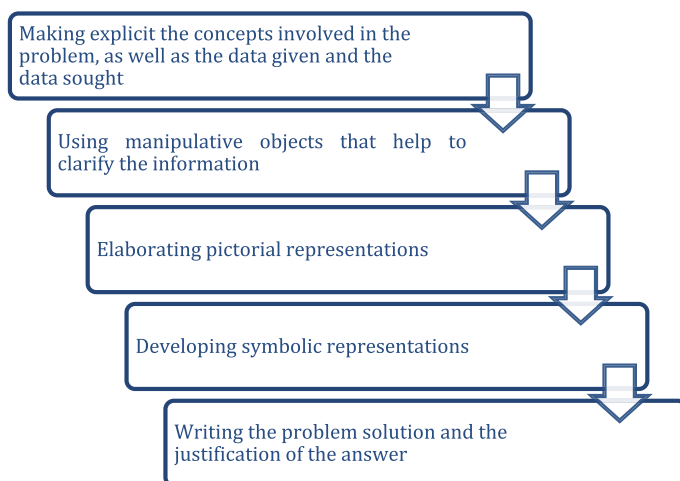 Making explicit the concepts involved in the
problem, as well as the data given and the
data sought
Using manipulative objects that help to
clarify the information
Elaborating pictorial representations
Developing symbolic representations
Writing the problem solution and the
justification of the answer